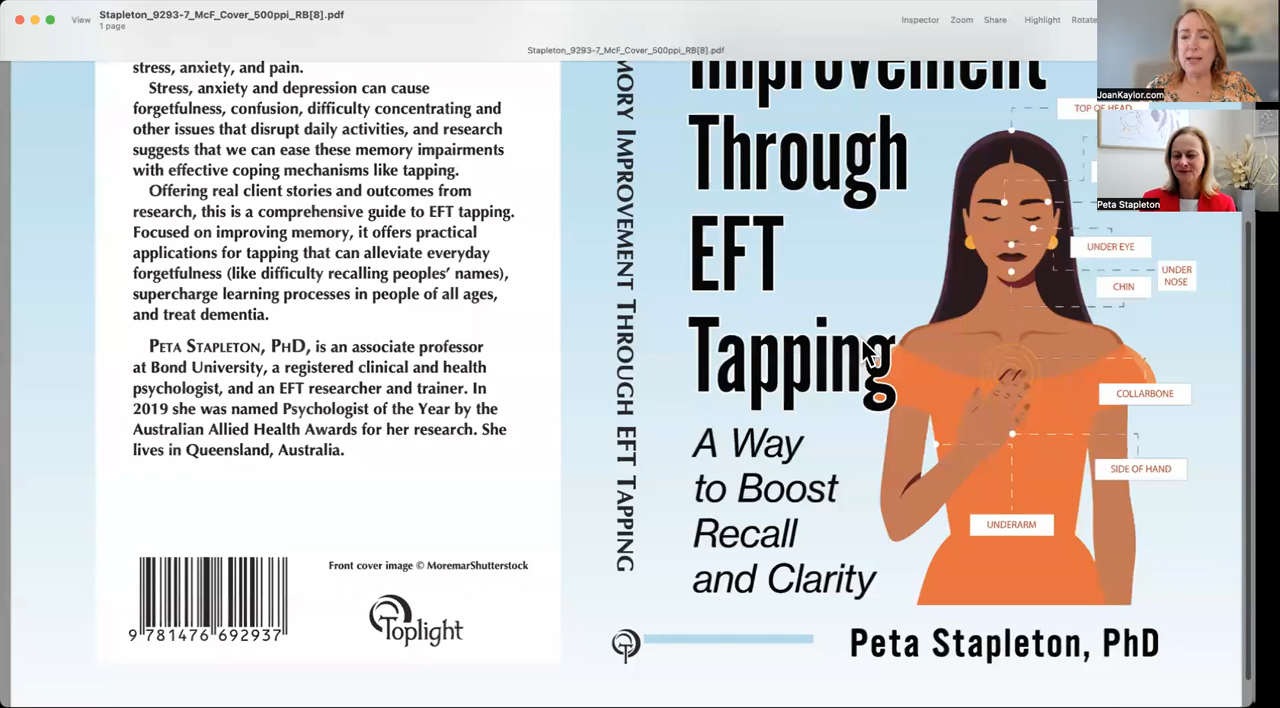 View
Stapleton_9293-7_McF_Cover_500ppi_RB[8].pdf
1 page
Inspector
Zoom
Share
Highlight
Rotate
Stapleton_9293-7_McF_Cover_500ppi_RB[8].pdf
JoanKaylor.com
Peta Stapleton
stress, anxiety, and pain.
Stress, anxiety and depression can cause
forgetfulness, confusion, difficulty concentrating and
other issues that disrupt daily activities, and research
suggests that we can ease these memory impairments
with effective coping mechanisms like tapping.
Offering real client stories and outcomes from
research, this is a comprehensive guide to EFT tapping.
Focused on improving memory, it offers practical
applications for tapping that can alleviate everyday
forgetfulness (like difficulty recalling peoples’ names),
supercharge learning processes in people of all ages,
and treat dementia.
Peta Stapleton, PhD, is an associate professor
at Bond University, a registered clinical and health
psychologist, and an EFT researcher and trainer. In
2019 she was named Psychologist of the Year by the
Australian Allied Health Awards for her research. She
lives in Queensland, Australia.
Front cover image © MoremarShutterstock
9 781476 692937
Toplight
MORY IMPROVEMENT THROUGH EFT TAPPING
Improvement
Through
EFT
Tapping
A Way
to Boost
Recall
and Clarity
TOP OF HEAD
UNDER EYE
UNDER
NOSE
CHIN
COLLARBONE
SIDE OF HAND
UNDERARM
Peta Stapleton, PhD